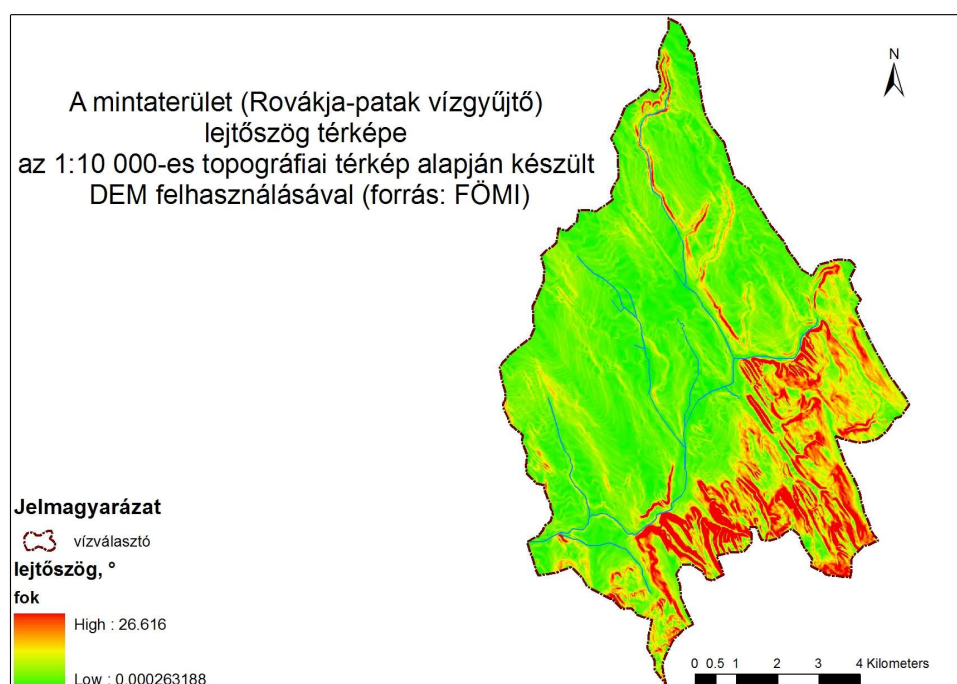 A mintaterület (Rovákja-patak vízgyűjtő)
lejtőszög térképe
az 1:10 000-es topográfiai térkép alapján készült
DEM felhasználásával (forrás: FÖMI)
N
Jelmagyarázat
vízválasztó
lejtőszög, °
fok
High : 26.616
Low : 0.000263188
0 0.5 1 2 3 4 Kilometers